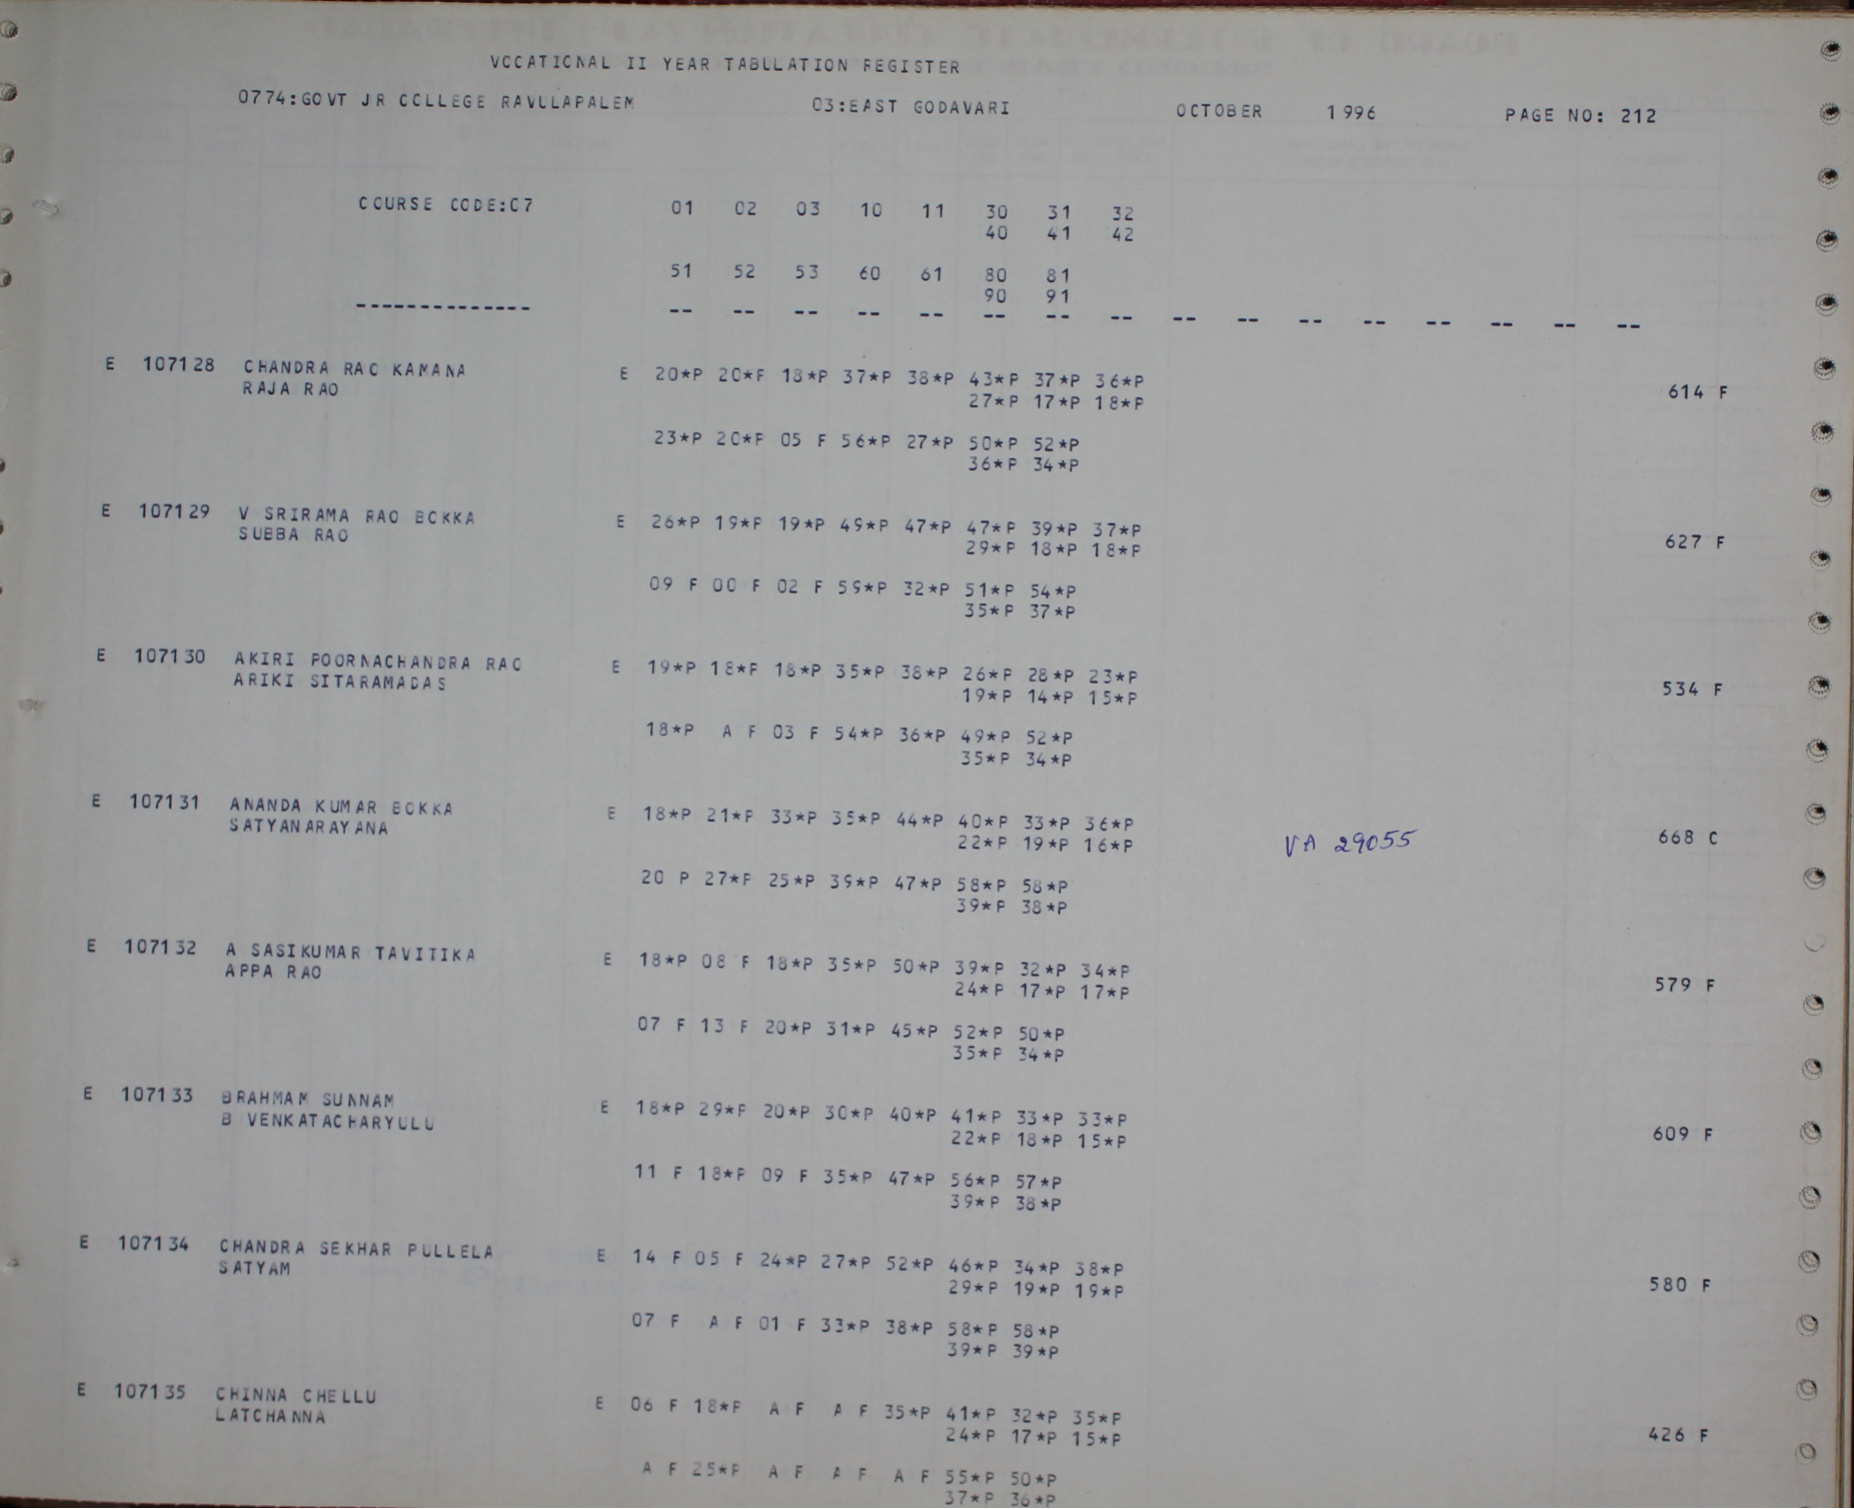 VOCATIONAL II YEAR TABULATION REGISTER
0774:GOVT JR COLLEGE RAVULAPALEM 03:EAST GODAVARI OCTOBER 1996 PAGE NO: 212
COURSE CODE:07 01 02 03 10 11 30 31 32
40 41 42
51 52 53 60 61 80 81
90 91
-------------- -- -- -- -- -- -- -- -- -- -- -- -- -- -- -- --
E 107128 CHANDRA RAO KAMANA E 20*P 20*P 18*P 37*P 38*P 43*P 37*P 36*P
RAJA RAO 27*P 17*P 18*P 614 F
23*P 20*P 05 F 56*P 27*P 50*P 52*P
36*P 34*P
E 107129 V SRIRAMA RAO BOKKA E 26*P 19*P 19*P 49*P 47*P 47*P 39*P 37*P
SUBBA RAO 29*P 18*P 18*P 627 F
09 F 00 F 02 F 59*P 32*P 51*P 54*P
35*P 37*P
E 107130 AKIRI POORNACHANDRA RAO E 19*P 18*P 18*P 35*P 38*P 26*P 28*P 23*P
ARIKI SITARAMADAS 19*P 14*P 15*P 534 F
18*P A F 03 F 54*P 36*P 49*P 52*P
35*P 34*P
E 107131 ANANDA KUMAR BOKKA E 18*P 21*P 33*P 35*P 44*P 40*P 33*P 36*P
SATYANARAYANA 22*P 19*P 16*P VA 29055 668 C
20 P 27*P 25*P 39*P 47*P 58*P 58*P
39*P 38*P
E 107132 A SASIKUMAR TAVITIKA E 18*P 08 F 18*P 35*P 50*P 39*P 32*P 34*P
APPA RAO 24*P 17*P 17*P 579 F
07 F 13 F 20*P 31*P 45*P 52*P 50*P
35*P 34*P
E 107133 BRAHMAM SUNNAM E 18*P 29*P 20*P 30*P 40*P 41*P 33*P 33*P
B VENKATACHARYULU 22*P 18*P 15*P 609 F
11 F 18*P 09 F 35*P 47*P 56*P 57*P
39*P 38*P
E 107134 CHANDRA SEKHAR PULLELA E 14 F 05 F 24*P 27*P 52*P 46*P 34*P 38*P
SATYAM 29*P 19*P 19*P 580 F
07 F A F 01 F 33*P 38*P 58*P 58*P
39*P 39*P
E 107135 CHINNA CHELLU E 06 F 18*P A F A F 35*P 41*P 32*P 35*P
LATCHANNA 24*P 17*P 15*P 426 F
A F 25*P A F A F A F 55*P 50*P
37*P 36*P